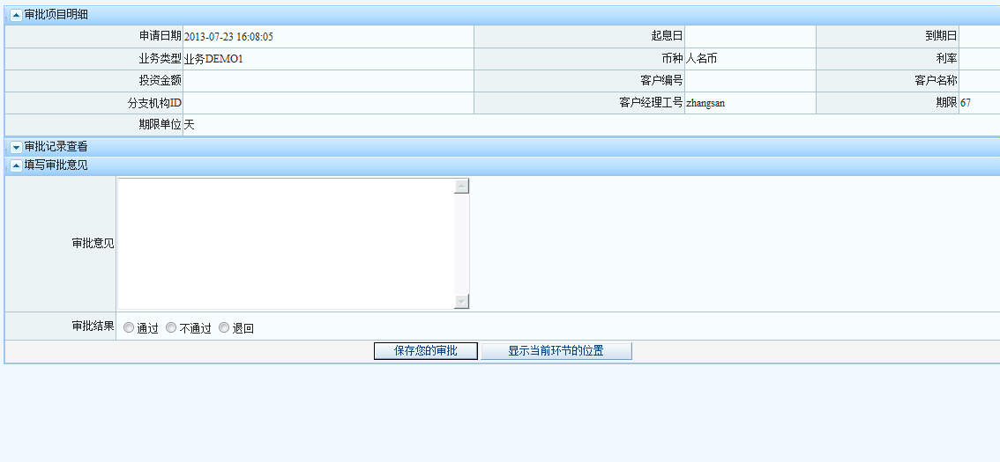 审批项目明细
申请日期 2013-07-23 16:08:05 起息日 到期日
业务类型 业务DEMO1 币种 人名币 利率
投资金额 客户编号 客户名称
分支机构ID 客户经理工号 zhangsan 期限 67
期限单位 天
审批记录查看
填写审批意见
审批意见
审批结果 通过 不通过 退回
保存您的审批 显示当前环节的位置